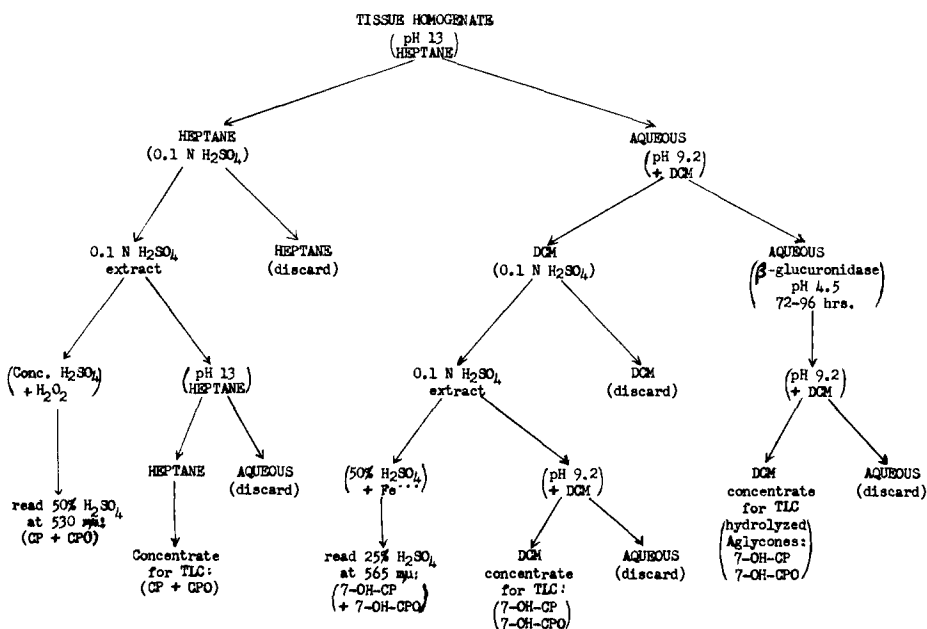 TISSUE HOMOGENATE
(pH 13
HEPTANE)
HEPTANE
(0.1 N H₂SO₄)
AQUEOUS
(pH 9.2
+ DCM)
0.1 N H₂SO₄
extract
HEPTANE
(discard)
DCM
(0.1 N H₂SO₄)
AQUEOUS
(β-glucuronidase
pH 4.5
72-96 hrs.)
(Conc. H₂SO₄
+ H₂O₂)
(pH 13
HEPTANE)
0.1 N H₂SO₄
extract
DCM
(discard)
(pH 9.2
+ DCM)
HEPTANE
AQUEOUS
(discard)
(50% H₂SO₄
+ Fe˙˙˙)
(pH 9.2
+ DCM)
DCM
concentrate
for TLC
(hydrolyzed
Aglycones:
7-OH-CP
7-OH-CPO)
AQUEOUS
(discard)
read 50% H₂SO₄
at 530 mμ:
(CP + CPO)
Concentrate
for TLC:
(CP + CPO)
read 25% H₂SO₄
at 565 mμ:
(7-OH-CP
+ 7-OH-CPO)
DCM
concentrate
for TLC:
(7-OH-CP
7-OH-CPO)
AQUEOUS
(discard)